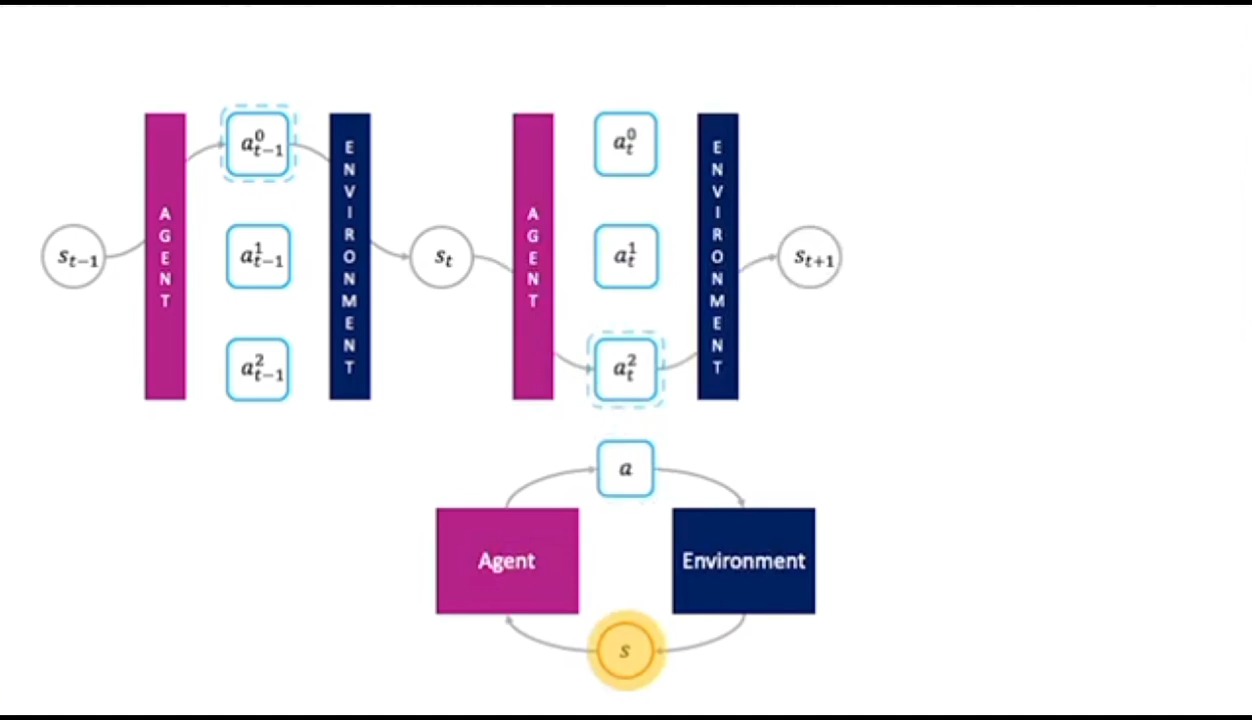 s_{t-1}
AGENT
a^0_{t-1}
a^1_{t-1}
a^2_{t-1}
ENVIRONMENT
s_t
AGENT
a^0_t
a^1_t
a^2_t
ENVIRONMENT
s_{t+1}
a
Agent
Environment
s